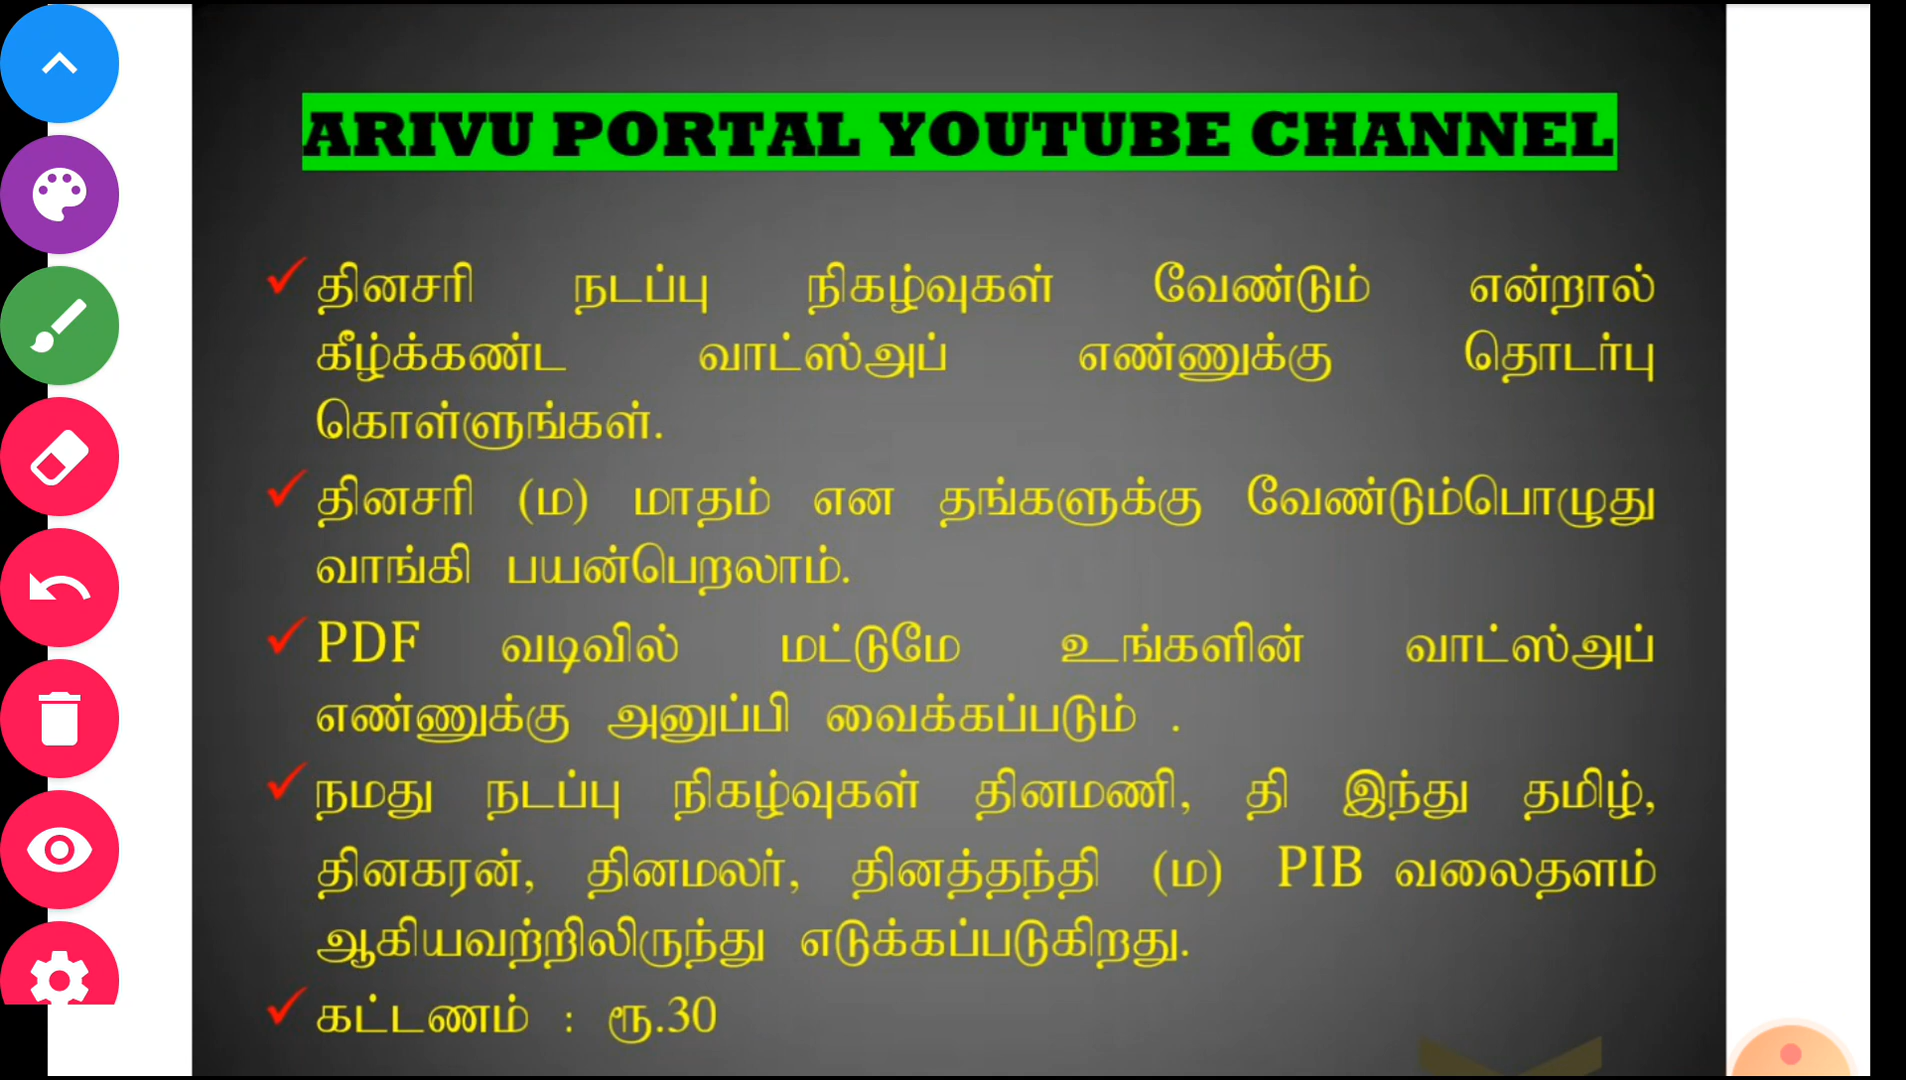 ARIVU PORTAL YOUTUBE CHANNEL
தினசரி நடப்பு நிகழ்வுகள் வேண்டும் என்றால்
கீழ்க்கண்ட வாட்ஸ்அப் எண்ணுக்கு தொடர்பு
கொள்ளுங்கள்.
தினசரி (ம) மாதம் என தங்களுக்கு வேண்டும்பொழுது
வாங்கி பயன்பெறலாம்.
PDF வடிவில் மட்டுமே உங்களின் வாட்ஸ்அப்
எண்ணுக்கு அனுப்பி வைக்கப்படும் .
நமது நடப்பு நிகழ்வுகள் தினமணி, தி இந்து தமிழ்,
தினகரன், தினமலர், தினத்தந்தி (ம) PIB வலைதளம்
ஆகியவற்றிலிருந்து எடுக்கப்படுகிறது.
கட்டணம் : ரூ.30